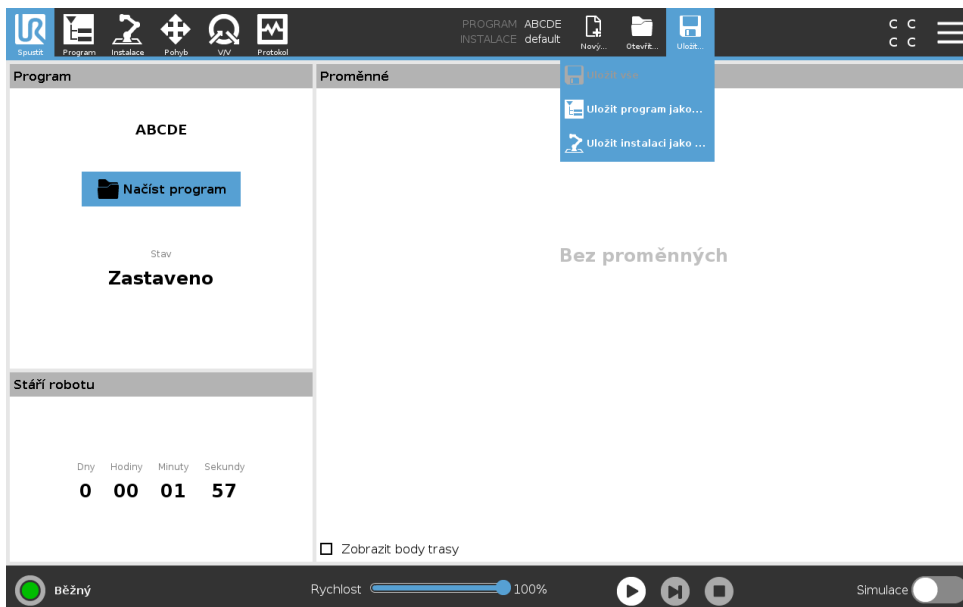 UR
Spustit
Program
Instalace
Pohyb
V/V
Protokol
PROGRAM ABCDE
INSTALACE default
Nový...
Otevřít...
Uložit...
C C
C C
Uložit vše
Uložit program jako...
Uložit instalaci jako ...
Program
ABCDE
Načíst program
Stav
Zastaveno
Proměnné
Bez proměnných
Stáří robotu
Dny Hodiny Minuty Sekundy
0 00 01 57
Zobrazit body trasy
Běžný
Rychlost 100%
Simulace